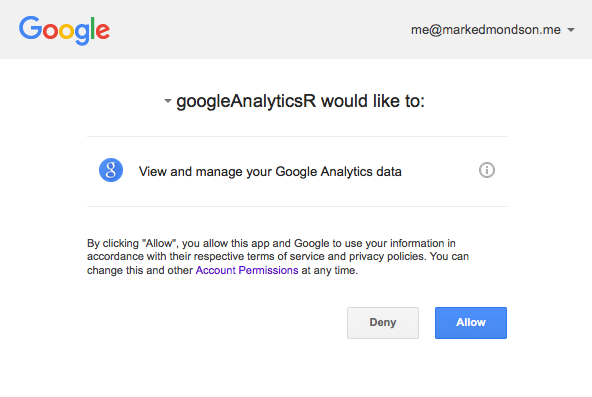 Google
me@markedmondson.me
googleAnalyticsR would like to:
g View and manage your Google Analytics data
By clicking "Allow", you allow this app and Google to use your information in
accordance with their respective terms of service and privacy policies. You can
change this and other Account Permissions at any time.
Deny Allow